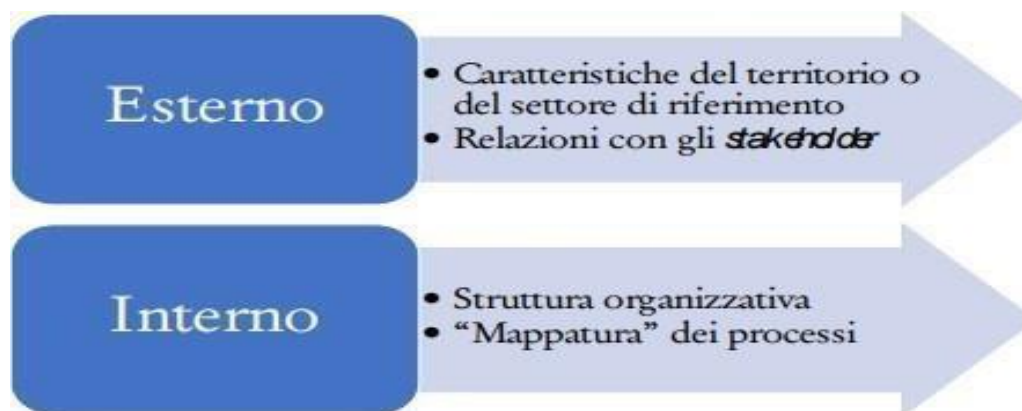 Esterno
• Caratteristiche del territorio o
del settore di riferimento
• Relazioni con gli stakeholder
Interno
• Struttura organizzativa
• “Mappatura” dei processi